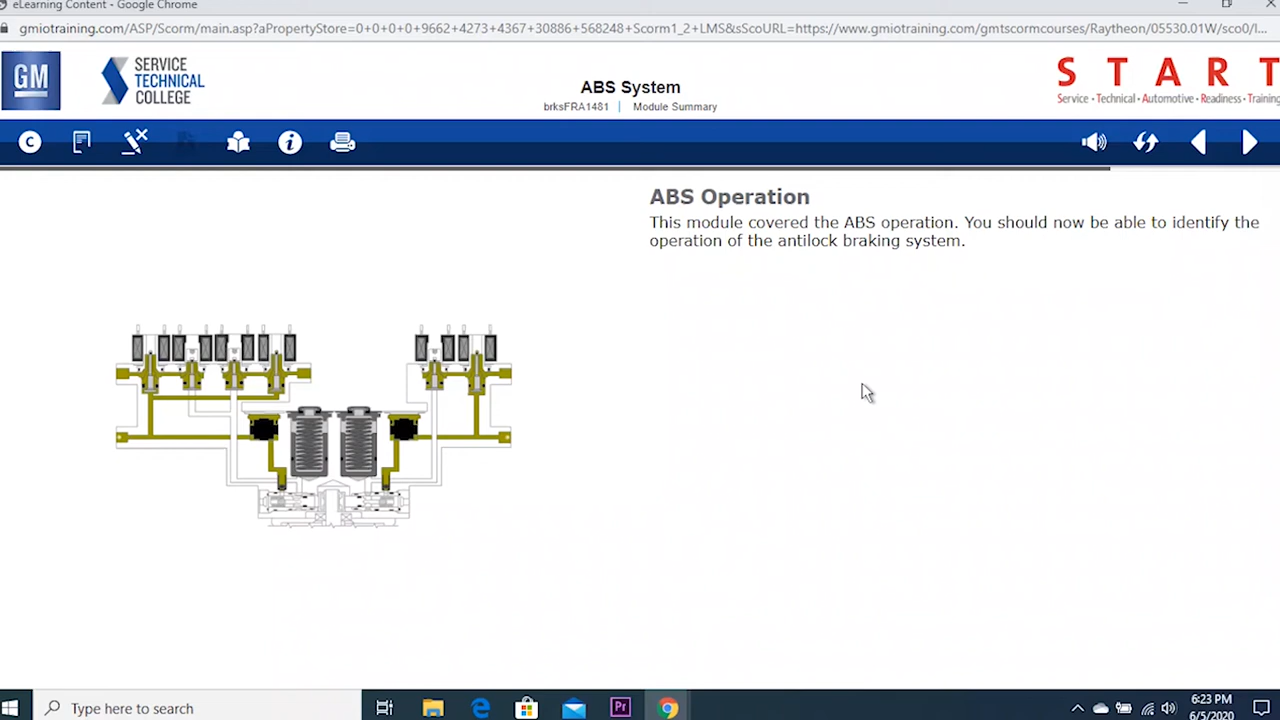 eLearning Content - Google Chrome
gmiotraining.com/ASP/Scorm/main.asp?aPropertyStore=0+0+0+0+9662+4273+4367+30886+568248+Scorm1_2+LMS&sScoURL=https://www.gmiotraining.com/gmtscormcourses/Raytheon/05530.01W/sco0/l...
GM
SERVICE
TECHNICAL
COLLEGE
ABS System
brksFRA1481 | Module Summary
START
Service • Technical • Automotive • Readiness • Training
C
ABS Operation
This module covered the ABS operation. You should now be able to identify the
operation of the antilock braking system.
Type here to search
Pr
6:23 PM
6/5/2020